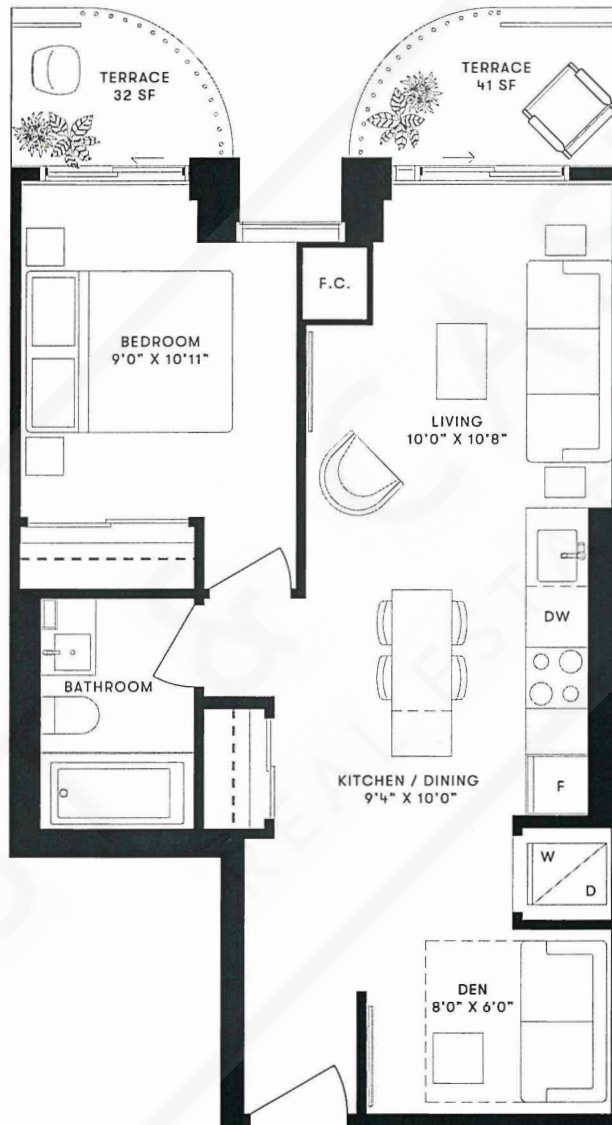 TERRACE
32 SF
TERRACE
41 SF
F.C.
BEDROOM
9'0" X 10'11"
LIVING
10'0" X 10'8"
DW
BATHROOM
KITCHEN / DINING
9'4" X 10'0"
F
W
D
DEN
8'0" X 6'0"